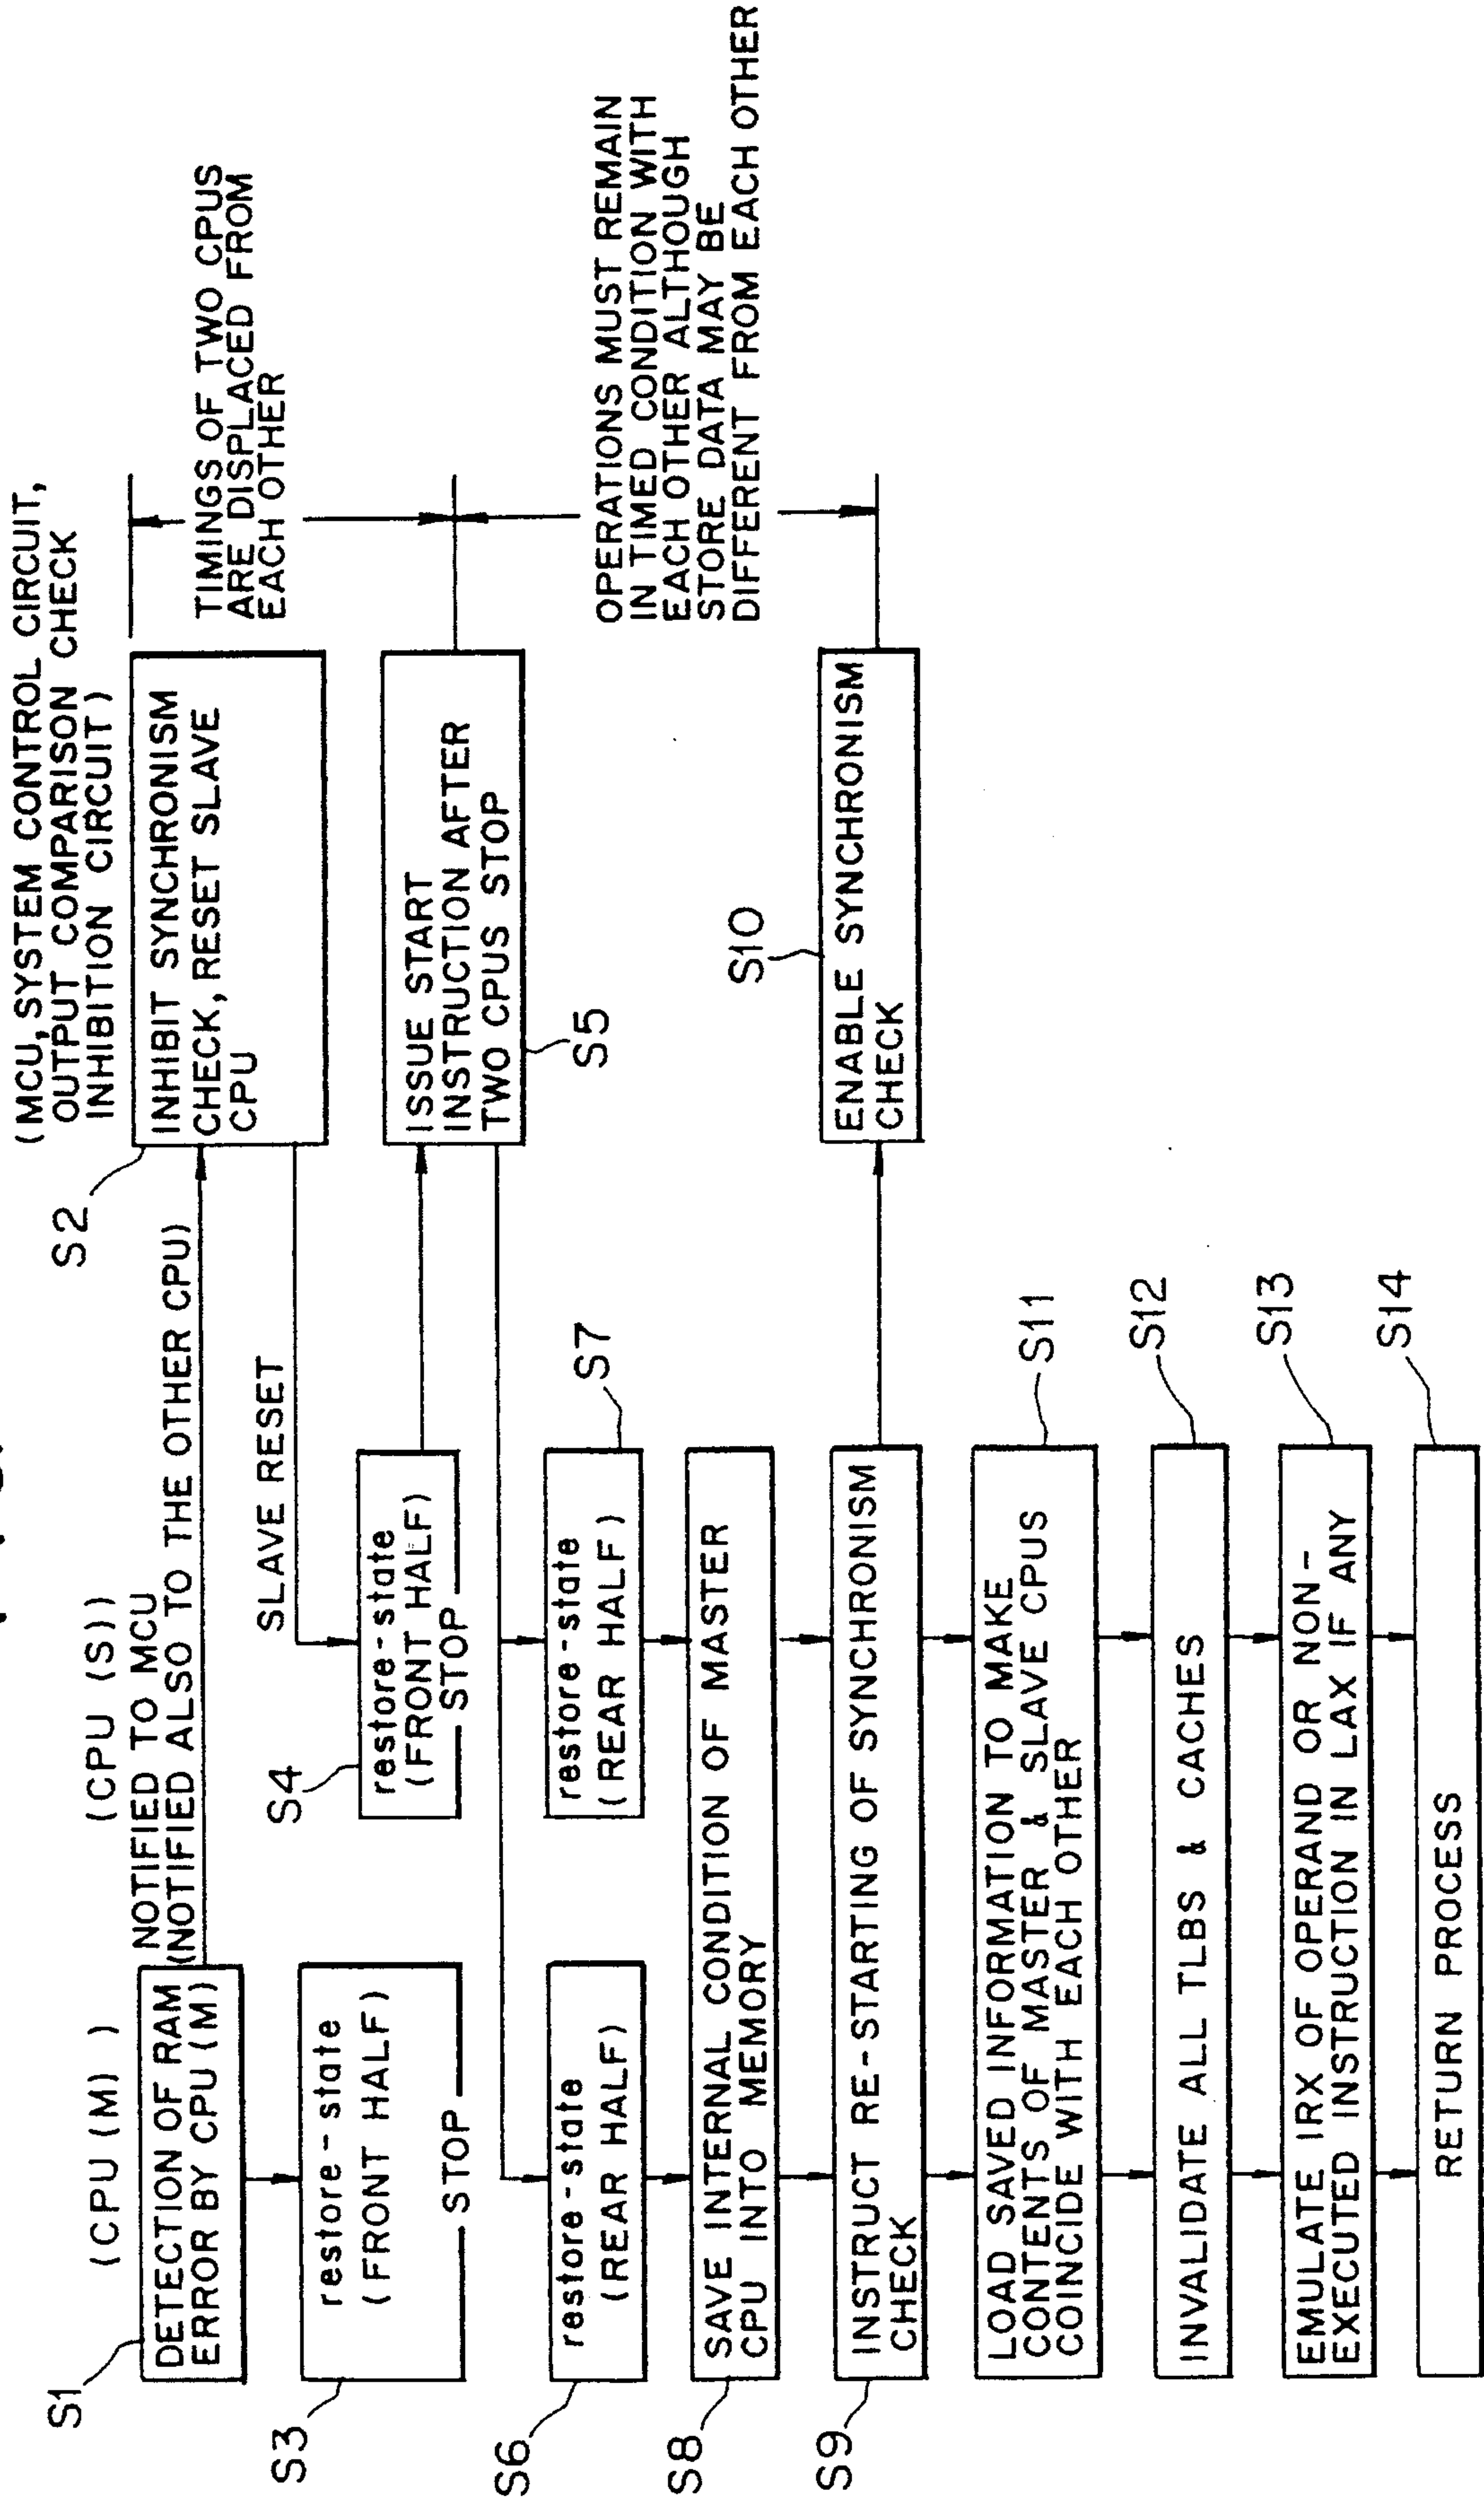 (MCU, SYSTEM CONTROL CIRCUIT,
OUTPUT COMPARISON CHECK
INHIBITION CIRCUIT)
(CPU (M))
(CPU (S))
S1
DETECTION OF RAM
ERROR BY CPU (M)
NOTIFIED TO MCU
(NOTIFIED ALSO TO THE OTHER CPU)
S2
INHIBIT SYNCHRONISM
CHECK, RESET SLAVE
CPU
TIMINGS OF TWO CPUS
ARE DISPLACED FROM
EACH OTHER
SLAVE RESET
S3
restore-state
(FRONT HALF)
STOP
S4
restore-state
(FRONT HALF)
STOP
ISSUE START
INSTRUCTION AFTER
TWO CPUS STOP
S5
S6
restore-state
(REAR HALF)
S7
restore-state
(REAR HALF)
OPERATIONS MUST REMAIN
IN TIMED CONDITION WITH
EACH OTHER ALTHOUGH
STORE DATA MAY BE
DIFFERENT FROM EACH OTHER
S8
SAVE INTERNAL CONDITION OF MASTER
CPU INTO MEMORY
S9
INSTRUCT RE-STARTING OF SYNCHRONISM
CHECK
S10
ENABLE SYNCHRONISM
CHECK
LOAD SAVED INFORMATION TO MAKE
CONTENTS OF MASTER & SLAVE CPUS
COINCIDE WITH EACH OTHER
S11
INVALIDATE ALL TLBS & CACHES
S12
EMULATE IRX OF OPERAND OR NON-
EXECUTED INSTRUCTION IN LAX IF ANY
S13
RETURN PROCESS
S14